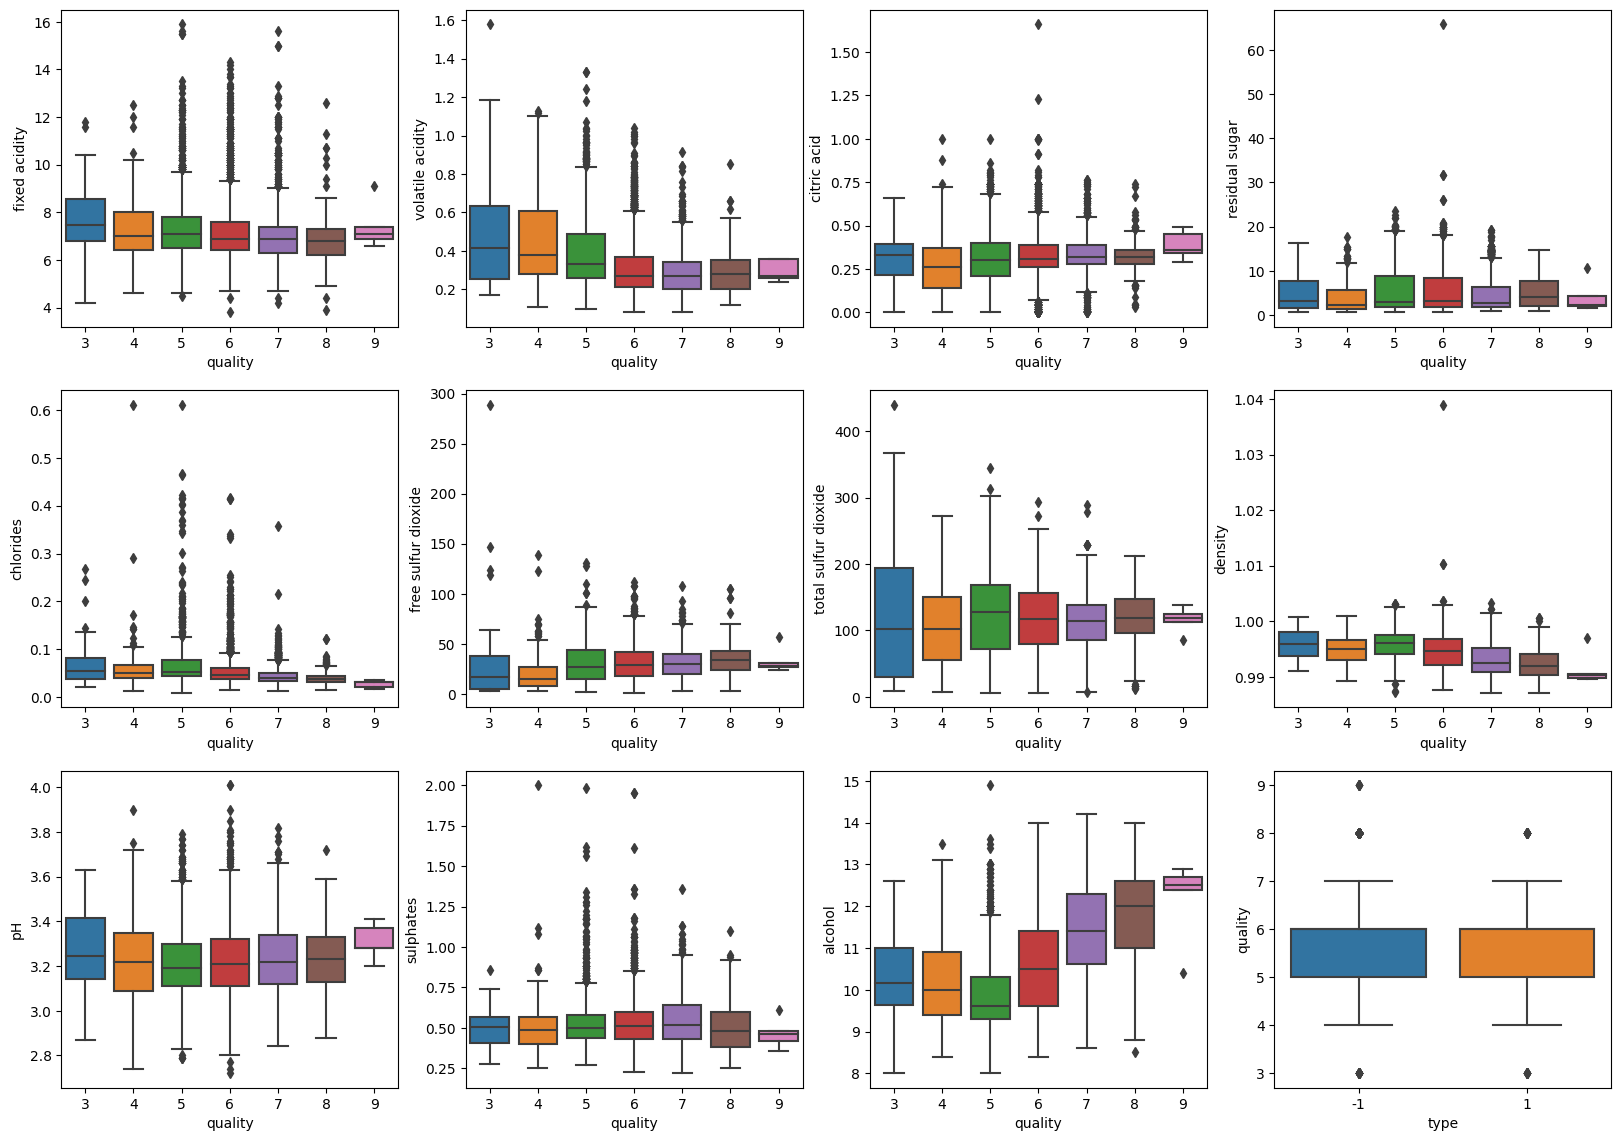 fixed acidity
16
14
12
10
8
6
4
3 4 5 6 7 8 9
quality
volatile acidity
1.6
1.4
1.2
1.0
0.8
0.6
0.4
0.2
3 4 5 6 7 8 9
quality
citric acid
1.50
1.25
1.00
0.75
0.50
0.25
0.00
3 4 5 6 7 8 9
quality
residual sugar
60
50
40
30
20
10
0
3 4 5 6 7 8 9
quality
chlorides
0.6
0.5
0.4
0.3
0.2
0.1
0.0
3 4 5 6 7 8 9
quality
free sulfur dioxide
300
250
200
150
100
50
0
3 4 5 6 7 8 9
quality
total sulfur dioxide
400
300
200
100
0
3 4 5 6 7 8 9
quality
density
1.04
1.03
1.02
1.01
1.00
0.99
3 4 5 6 7 8 9
quality
pH
4.0
3.8
3.6
3.4
3.2
3.0
2.8
3 4 5 6 7 8 9
quality
sulphates
2.00
1.75
1.50
1.25
1.00
0.75
0.50
0.25
3 4 5 6 7 8 9
quality
alcohol
15
14
13
12
11
10
9
8
3 4 5 6 7 8 9
quality
quality
9
8
7
6
5
4
3
-1 1
type